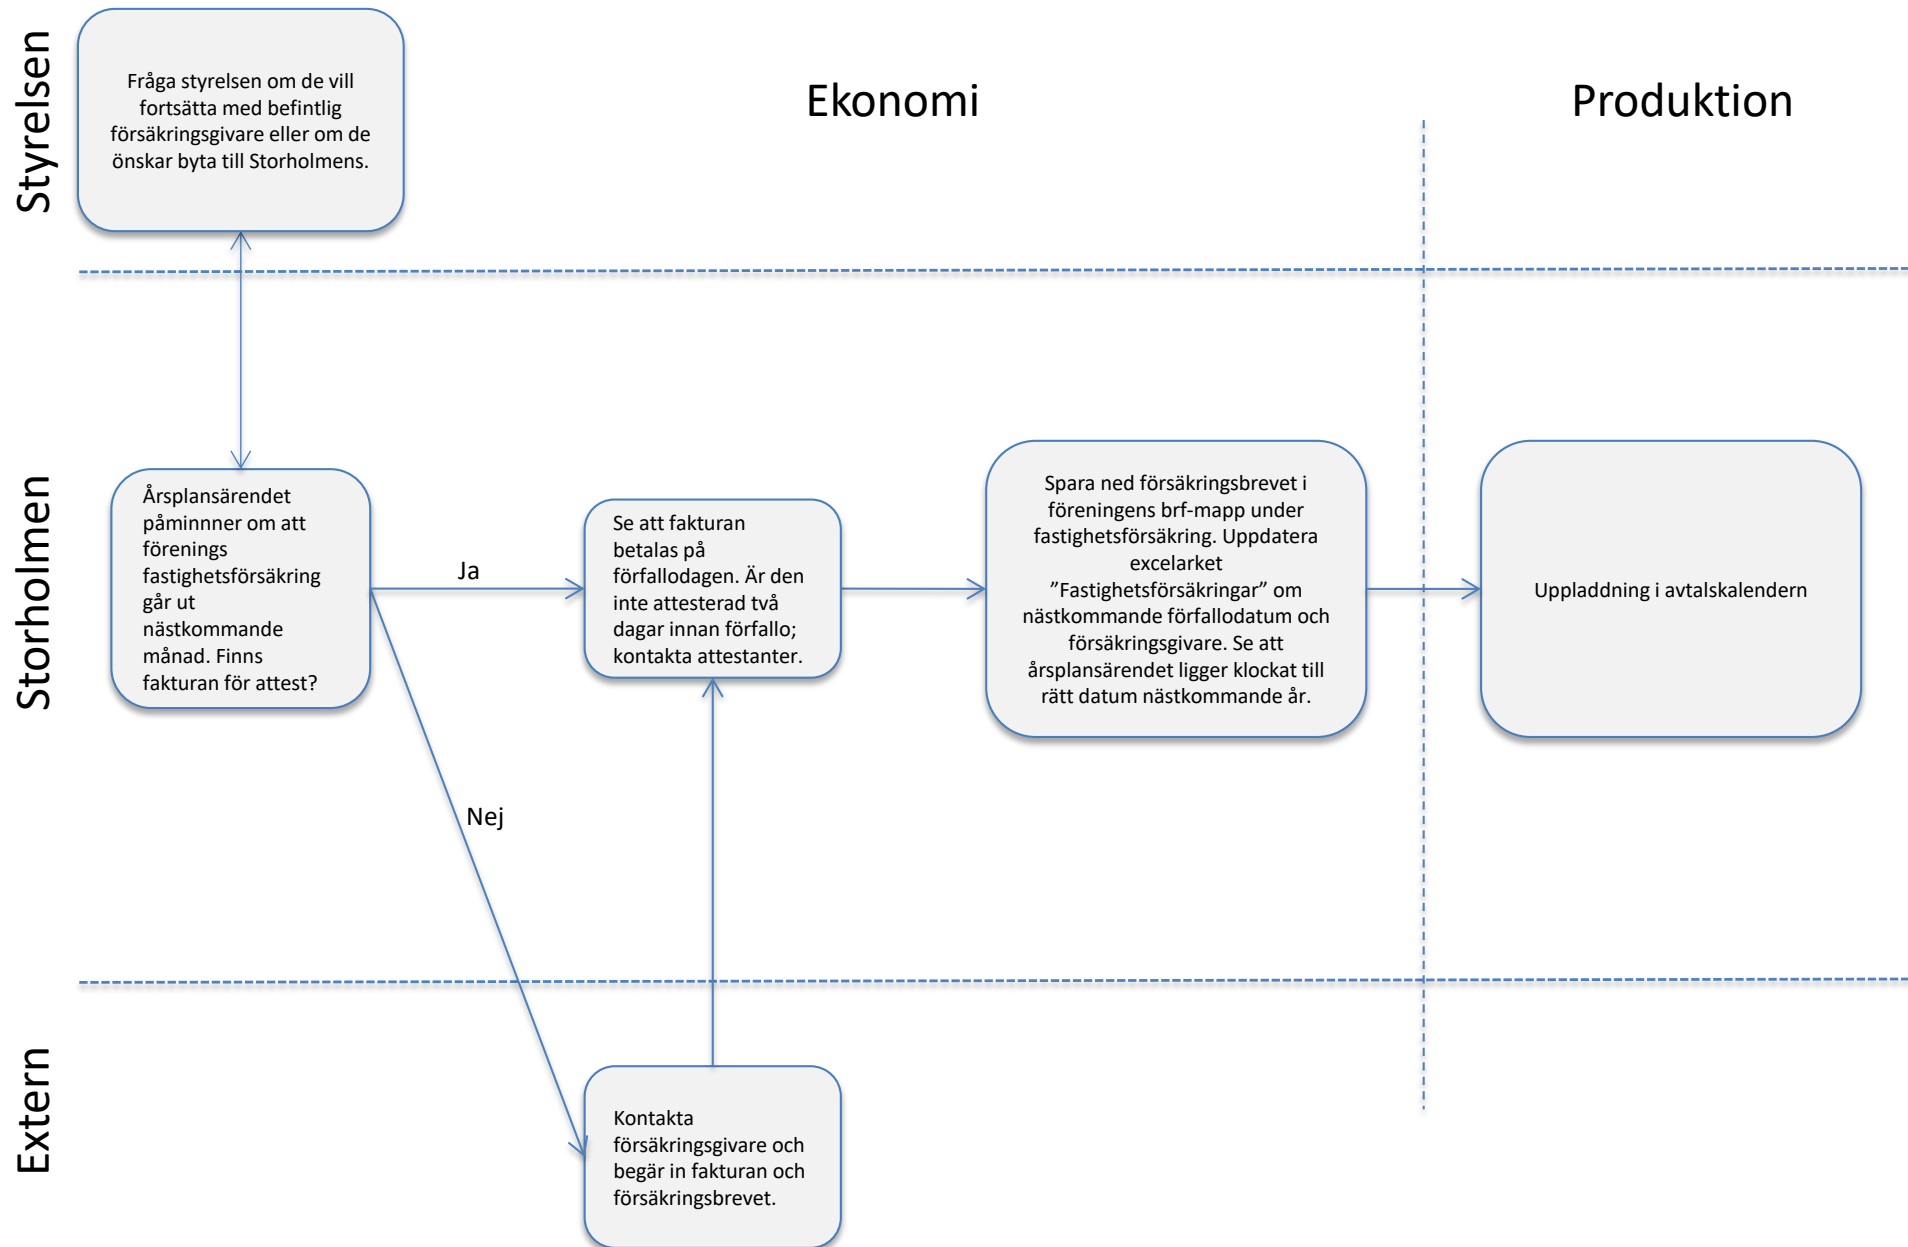 Styrelsen
Fråga styrelsen om de vill
fortsätta med befintlig
försäkringsgivare eller om de
önskar byta till Storholmens.
Ekonomi
Produktion
Storholmen
Årsplansärendet
påminnner om att
förenings
fastighetsförsäkring
går ut
nästkommande
månad. Finns
fakturan för attest?
Ja
Nej
Se att fakturan
betalas på
förfallodagen. Är den
inte attesterad två
dagar innan förfallo;
kontakta attestanter.
Spara ned försäkringsbrevet i
föreningens brf-mapp under
fastighetsförsäkring. Uppdatera
excelarket
”Fastighetsförsäkringar” om
nästkommande förfallodatum och
försäkringsgivare. Se att
årsplansärendet ligger klockat till
rätt datum nästkommande år.
Uppladdning i avtalskalendern
Extern
Kontakta
försäkringsgivare och
begär in fakturan och
försäkringsbrevet.